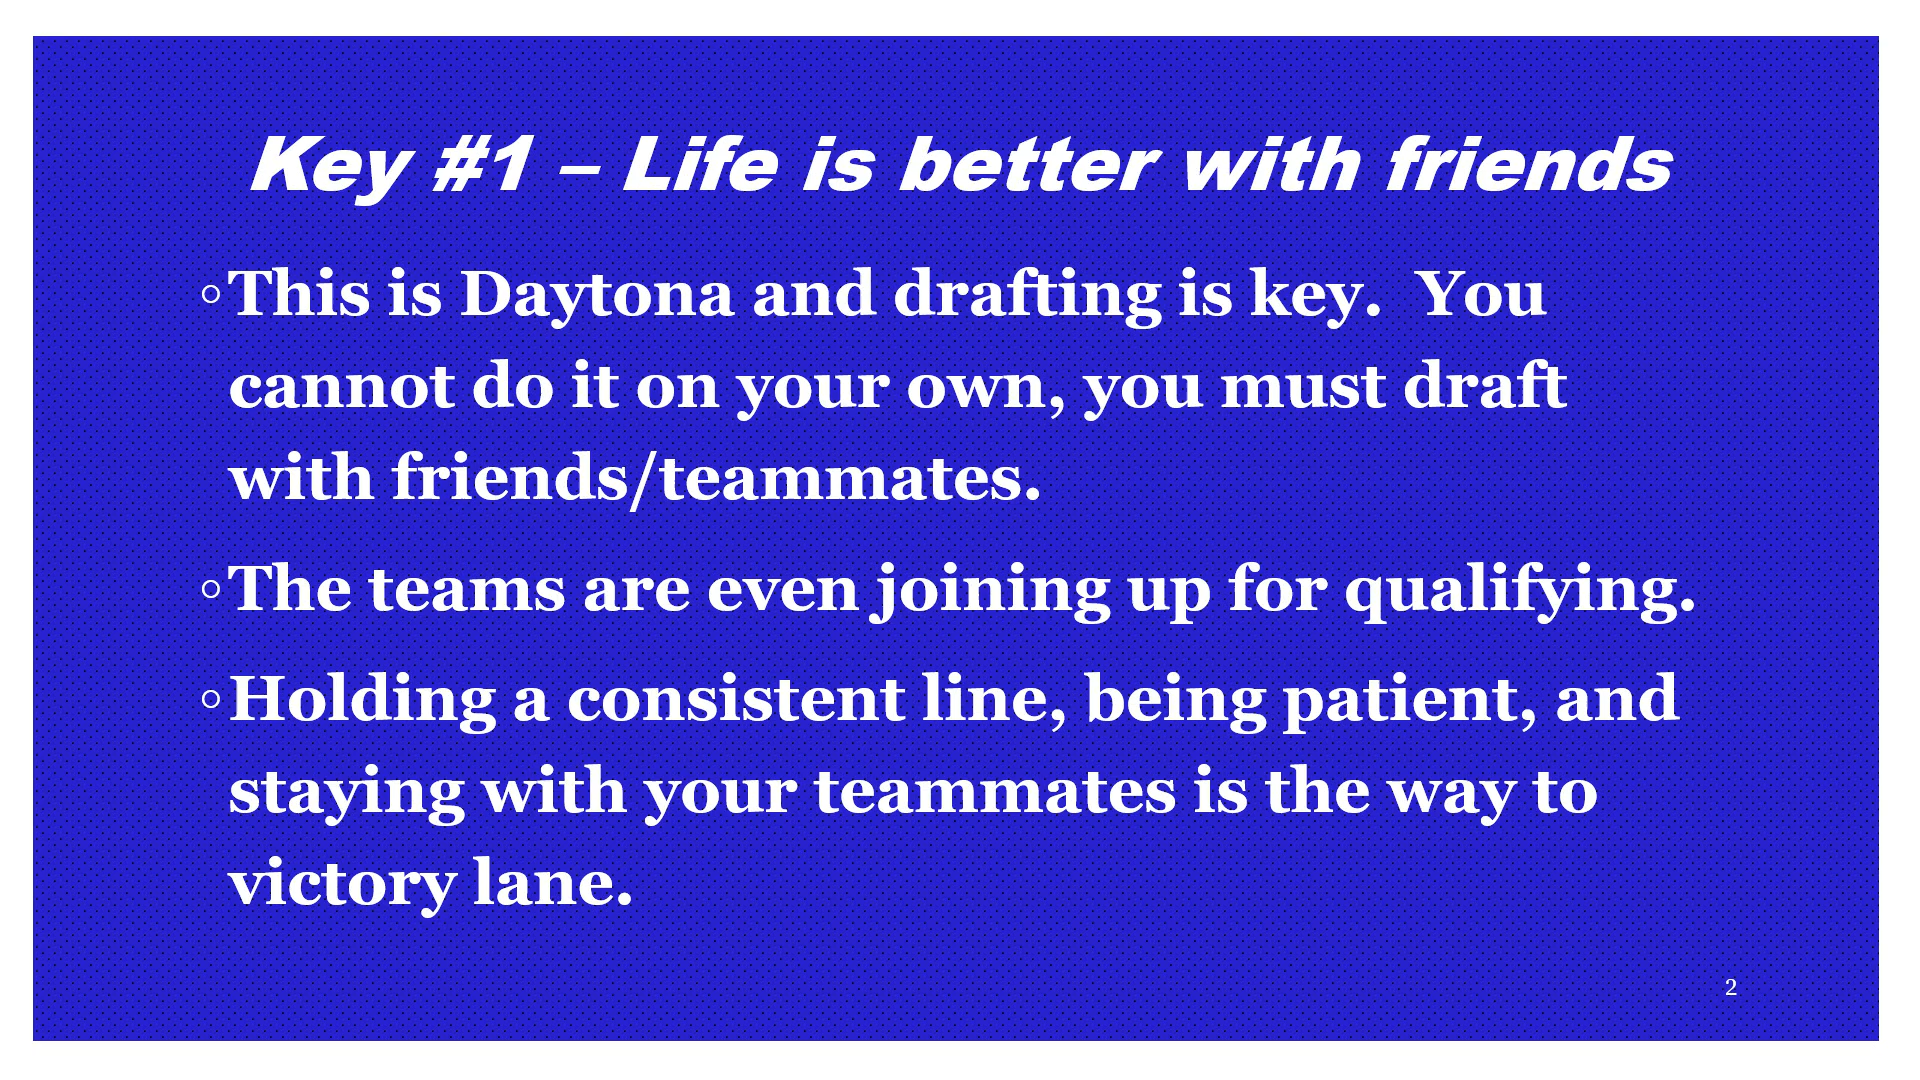 Key #1 – Life is better with friends
◦This is Daytona and drafting is key.  You
cannot do it on your own, you must draft
with friends/teammates.
◦The teams are even joining up for qualifying.
◦Holding a consistent line, being patient, and
staying with your teammates is the way to
victory lane.
2